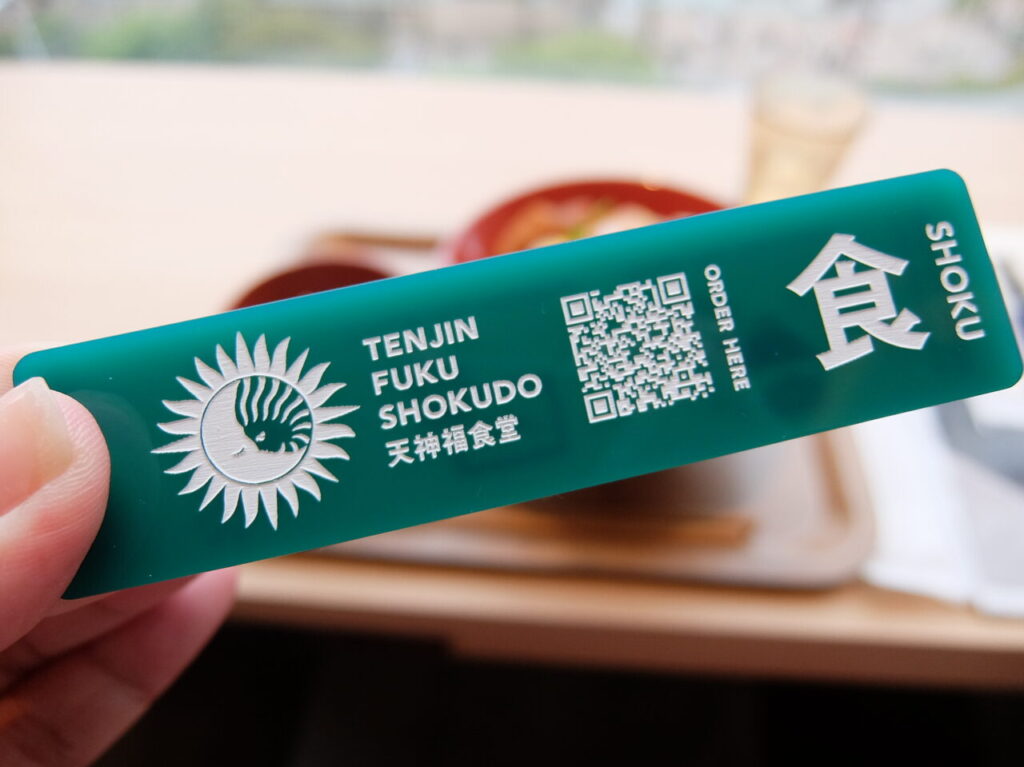 TENJIN
FUKU
SHOKUDO
天神福食堂
ORDER HERE
食
SHOKU